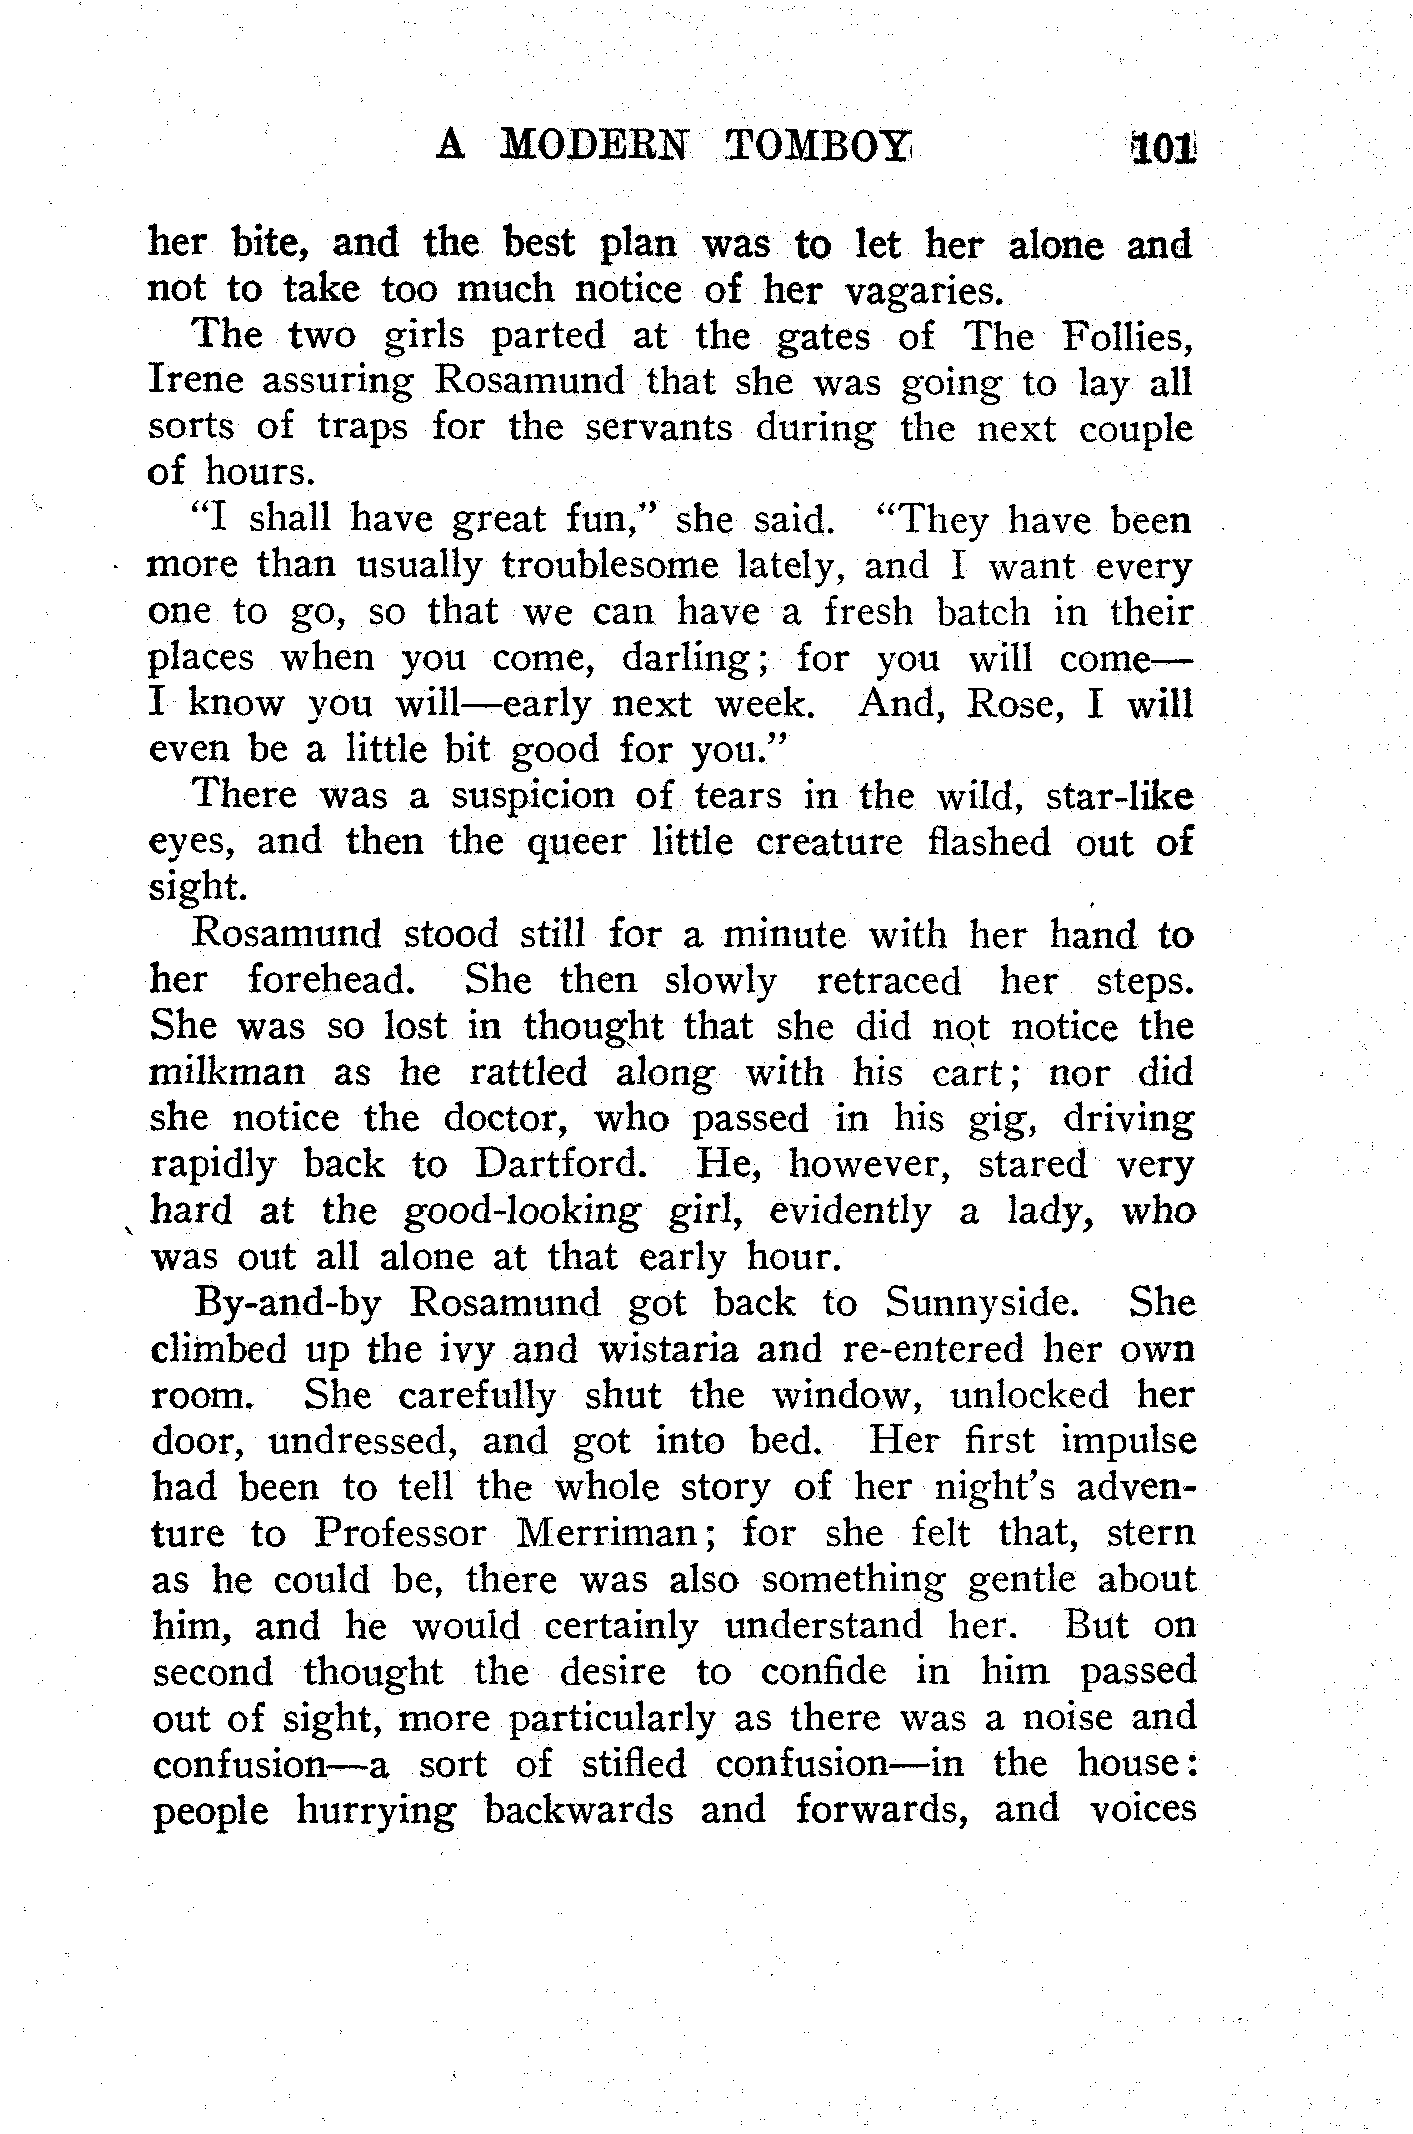 A MODERN TOMBOY 101
her bite, and the best plan was to let her alone and
not to take too much notice of her vagaries.
The two girls parted at the gates of The Follies,
Irene assuring Rosamund that she was going to lay all
sorts of traps for the servants during the next couple
of hours.
“I shall have great fun,” she said. “They have been
more than usually troublesome lately, and I want every
one to go, so that we can have a fresh batch in their
places when you come, darling; for you will come—
I know you will—early next week. And, Rose, I will
even be a little bit good for you.”
There was a suspicion of tears in the wild, star-like
eyes, and then the queer little creature flashed out of
sight.
Rosamund stood still for a minute with her hand to
her forehead. She then slowly retraced her steps.
She was so lost in thought that she did not notice the
milkman as he rattled along with his cart; nor did
she notice the doctor, who passed in his gig, driving
rapidly back to Dartford. He, however, stared very
hard at the good-looking girl, evidently a lady, who
was out all alone at that early hour.
By-and-by Rosamund got back to Sunnyside. She
climbed up the ivy and wistaria and re-entered her own
room. She carefully shut the window, unlocked her
door, undressed, and got into bed. Her first impulse
had been to tell the whole story of her night’s adven-
ture to Professor Merriman; for she felt that, stern
as he could be, there was also something gentle about
him, and he would certainly understand her. But on
second thought the desire to confide in him passed
out of sight, more particularly as there was a noise and
confusion—a sort of stifled confusion—in the house:
people hurrying backwards and forwards, and voices